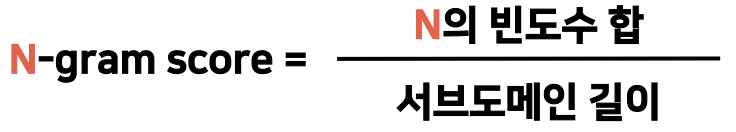 N-gram score =
N의 빈도수 합
서브도메인 길이